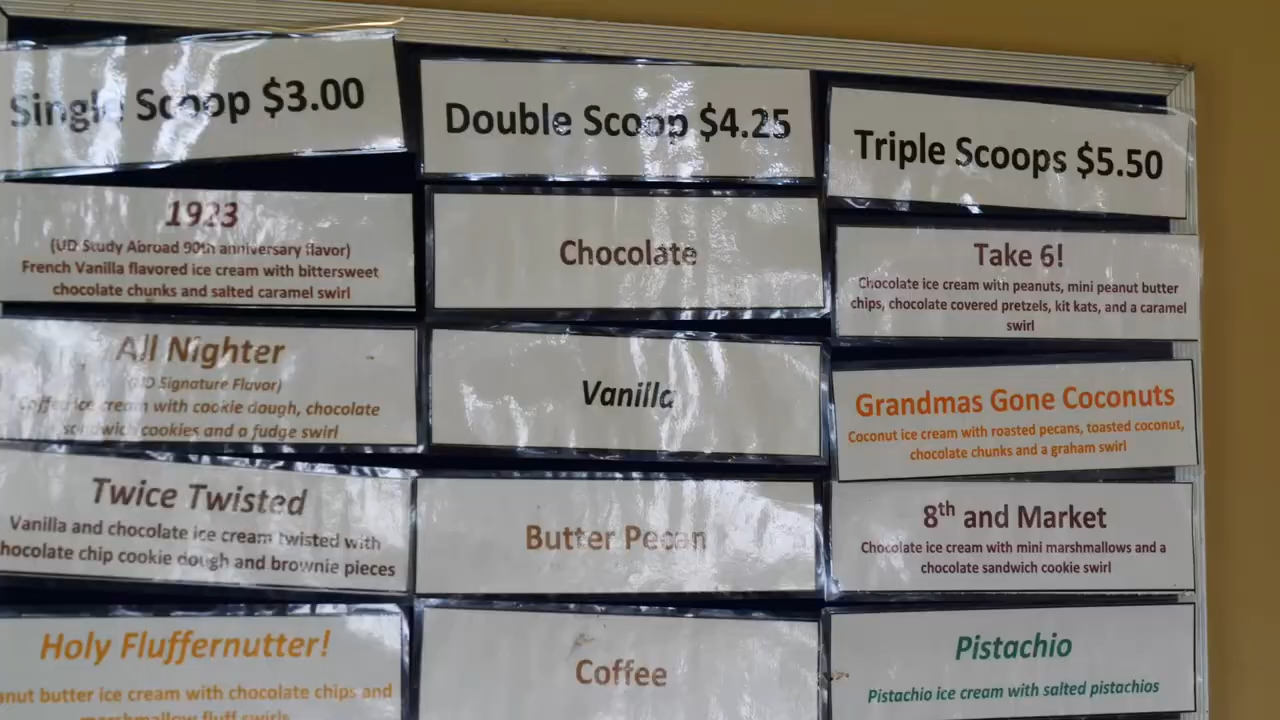 Single Scoop $3.00
1923
(UD Study Abroad 90th anniversary flavor)
French Vanilla flavored ice cream with bittersweet
chocolate chunks and salted caramel swirl
All Nighter
(UD Signature Flavor)
Coffee ice cream with cookie dough, chocolate
sandwich cookies and a fudge swirl
Twice Twisted
Vanilla and chocolate ice cream twisted with
hocolate chip cookie dough and brownie pieces
Holy Fluffernutter!
anut butter ice cream with chocolate chips and
marshmallow fluff swirls
Double Scoop $4.25
Chocolate
Vanilla
Butter Pecan
Coffee
Triple Scoops $5.50
Take 6!
Chocolate ice cream with peanuts, mini peanut butter
chips, chocolate covered pretzels, kit kats, and a caramel
swirl
Grandmas Gone Coconuts
Coconut ice cream with roasted pecans, toasted coconut,
chocolate chunks and a graham swirl
8th and Market
Chocolate ice cream with mini marshmallows and a
chocolate sandwich cookie swirl
Pistachio
Pistachio ice cream with salted pistachios